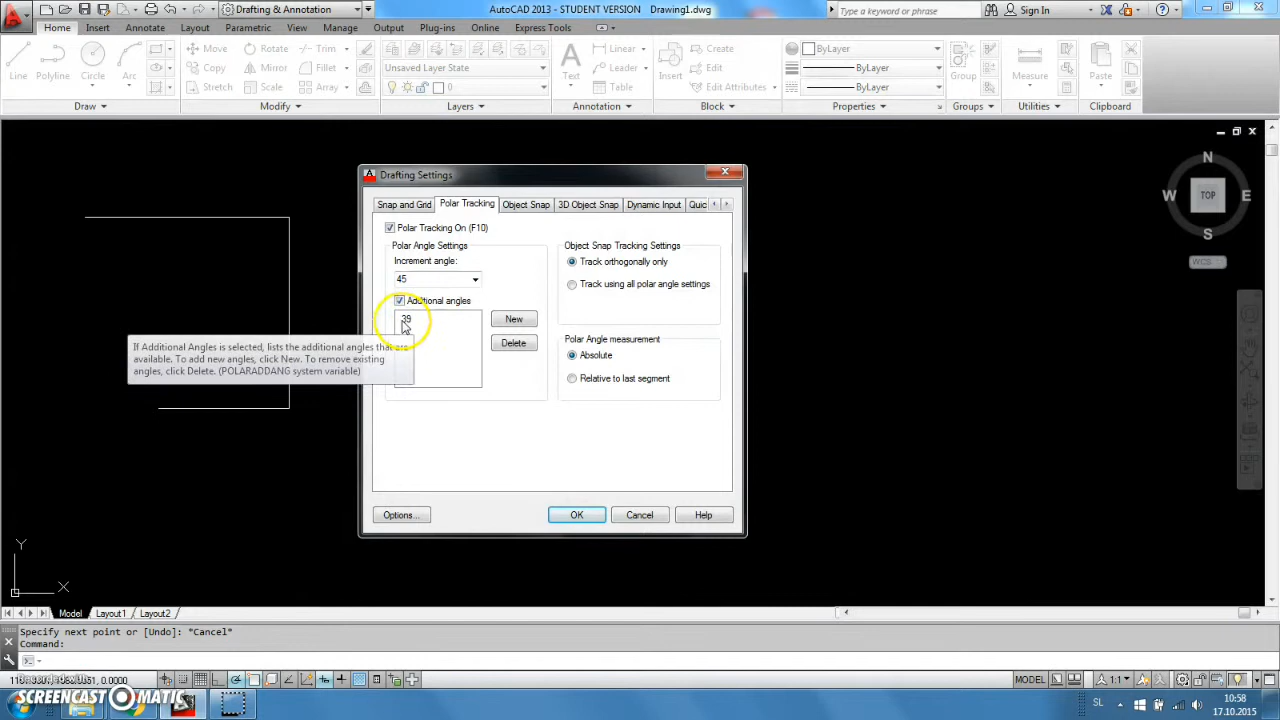 Drafting & Annotation
AutoCAD 2013 - STUDENT VERSION Drawing1.dwg
Type a keyword or phrase
Sign In
Home Insert Annotate Layout Parametric View Manage Output Plug-ins Online Express Tools
Line Polyline Circle Arc
Move Rotate Trim
Copy Mirror Fillet
Stretch Scale Array
Unsaved Layer State
0
Text
Linear
Leader
Table
Insert
Create
Edit
Edit Attributes
ByLayer
ByLayer
ByLayer
Group
Measure
Paste
Draw Modify Layers Annotation Block Properties Groups Utilities Clipboard
N
W TOP E
S
WCS
Drafting Settings
Snap and Grid Polar Tracking Object Snap 3D Object Snap Dynamic Input Quic
Polar Tracking On (F10)
Polar Angle Settings
Increment angle:
45
Additional angles
39
New
Delete
Object Snap Tracking Settings
Track orthogonally only
Track using all polar angle settings
Polar Angle measurement
Absolute
Relative to last segment
If Additional Angles is selected, lists the additional angles that are
available. To add new angles, click New. To remove existing
angles, click Delete. (POLARADDANG system variable)
Options... OK Cancel Help
Y
X
Model Layout1 Layout2
Specify next point or [Undo]: *Cancel*
Command:
MODEL
1:1
SCREENCAST MATIC
SL
10:58
17.10.2015